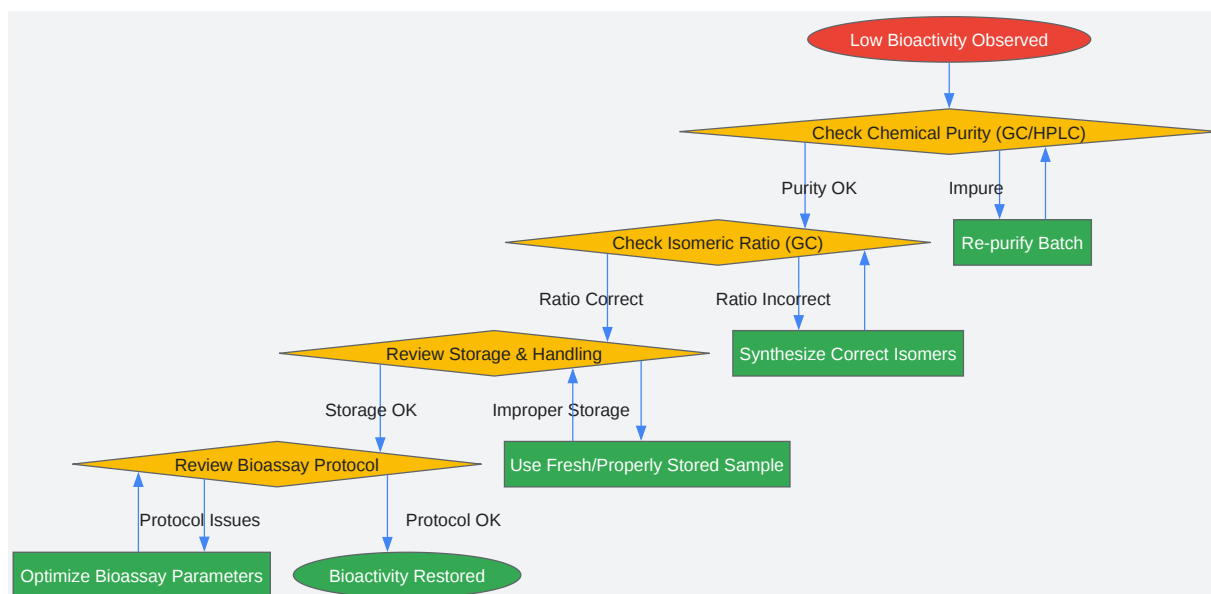 Low Bioactivity Observed
Check Chemical Purity (GC/HPLC)
Purity OK
Impure
Check Isomeric Ratio (GC)
Re-purify Batch
Ratio Correct
Ratio Incorrect
Review Storage & Handling
Synthesize Correct Isomers
Storage OK
Improper Storage
Review Bioassay Protocol
Use Fresh/Properly Stored Sample
Protocol Issues
Protocol OK
Optimize Bioassay Parameters
Bioactivity Restored